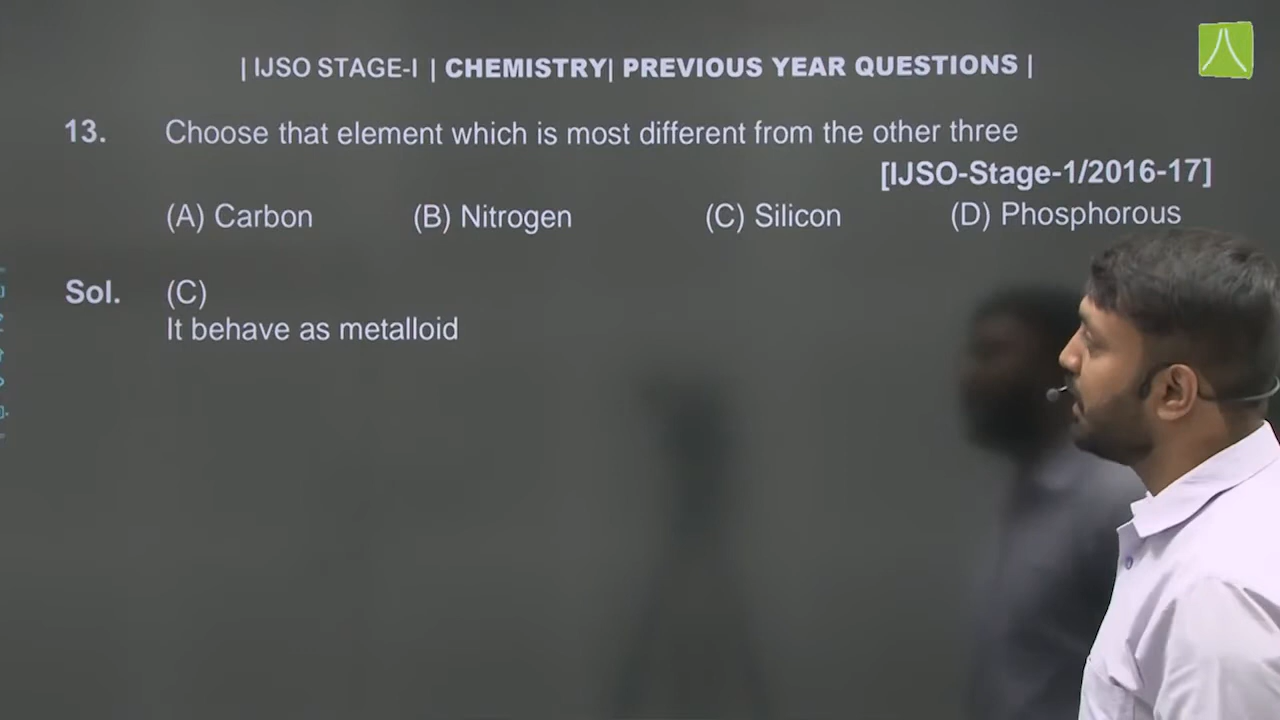 | IJSO STAGE-I | CHEMISTRY| PREVIOUS YEAR QUESTIONS |
13. Choose that element which is most different from the other three
[IJSO-Stage-1/2016-17]
(A) Carbon (B) Nitrogen (C) Silicon (D) Phosphorous
Sol. (C)
It behave as metalloid